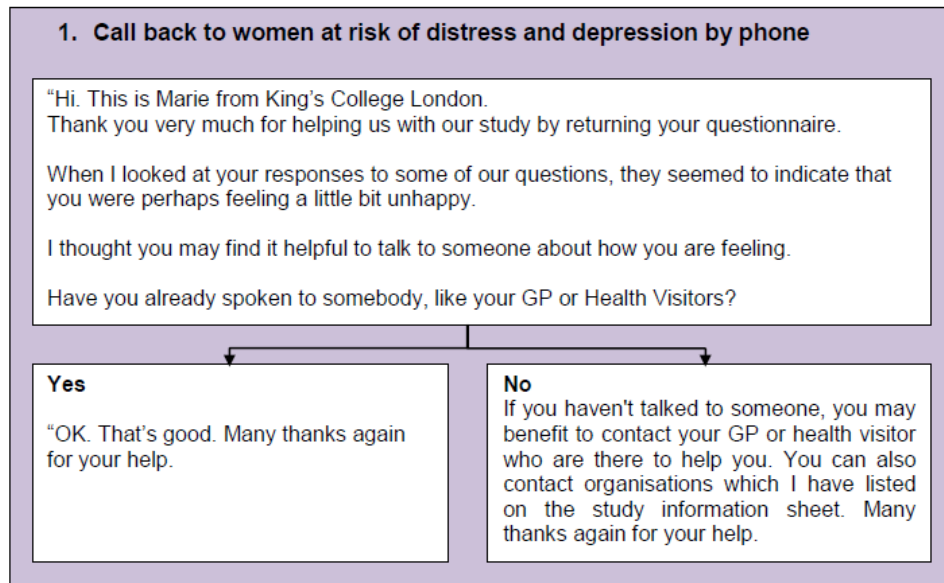 1. Call back to women at risk of distress and depression by phone
“Hi. This is Marie from King’s College London.
Thank you very much for helping us with our study by returning your questionnaire.
When I looked at your responses to some of our questions, they seemed to indicate that
you were perhaps feeling a little bit unhappy.
I thought you may find it helpful to talk to someone about how you are feeling.
Have you already spoken to somebody, like your GP or Health Visitors?
Yes
“OK. That’s good. Many thanks again
for your help.
No
If you haven't talked to someone, you may
benefit to contact your GP or health visitor
who are there to help you. You can also
contact organisations which I have listed
on the study information sheet. Many
thanks again for your help.